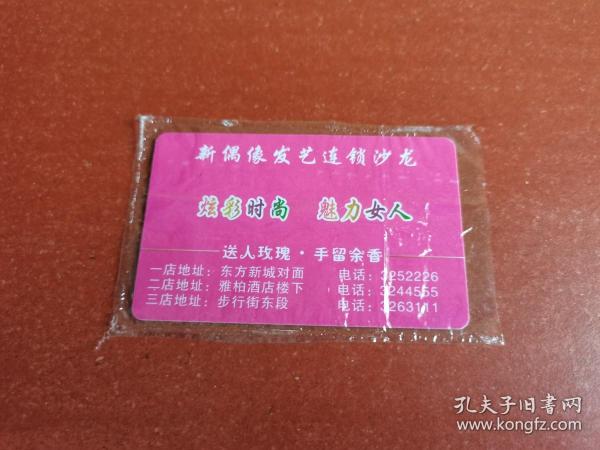 新偶像发艺连锁沙龙
炫彩时尚 魅力女人
送人玫瑰·手留余香
一店地址：东方新城对面 电话：3252226
二店地址：雅柏酒店楼下 电话：3244555
三店地址：步行街东段 电话：3263111
孔夫子旧书网
www.kongfz.com